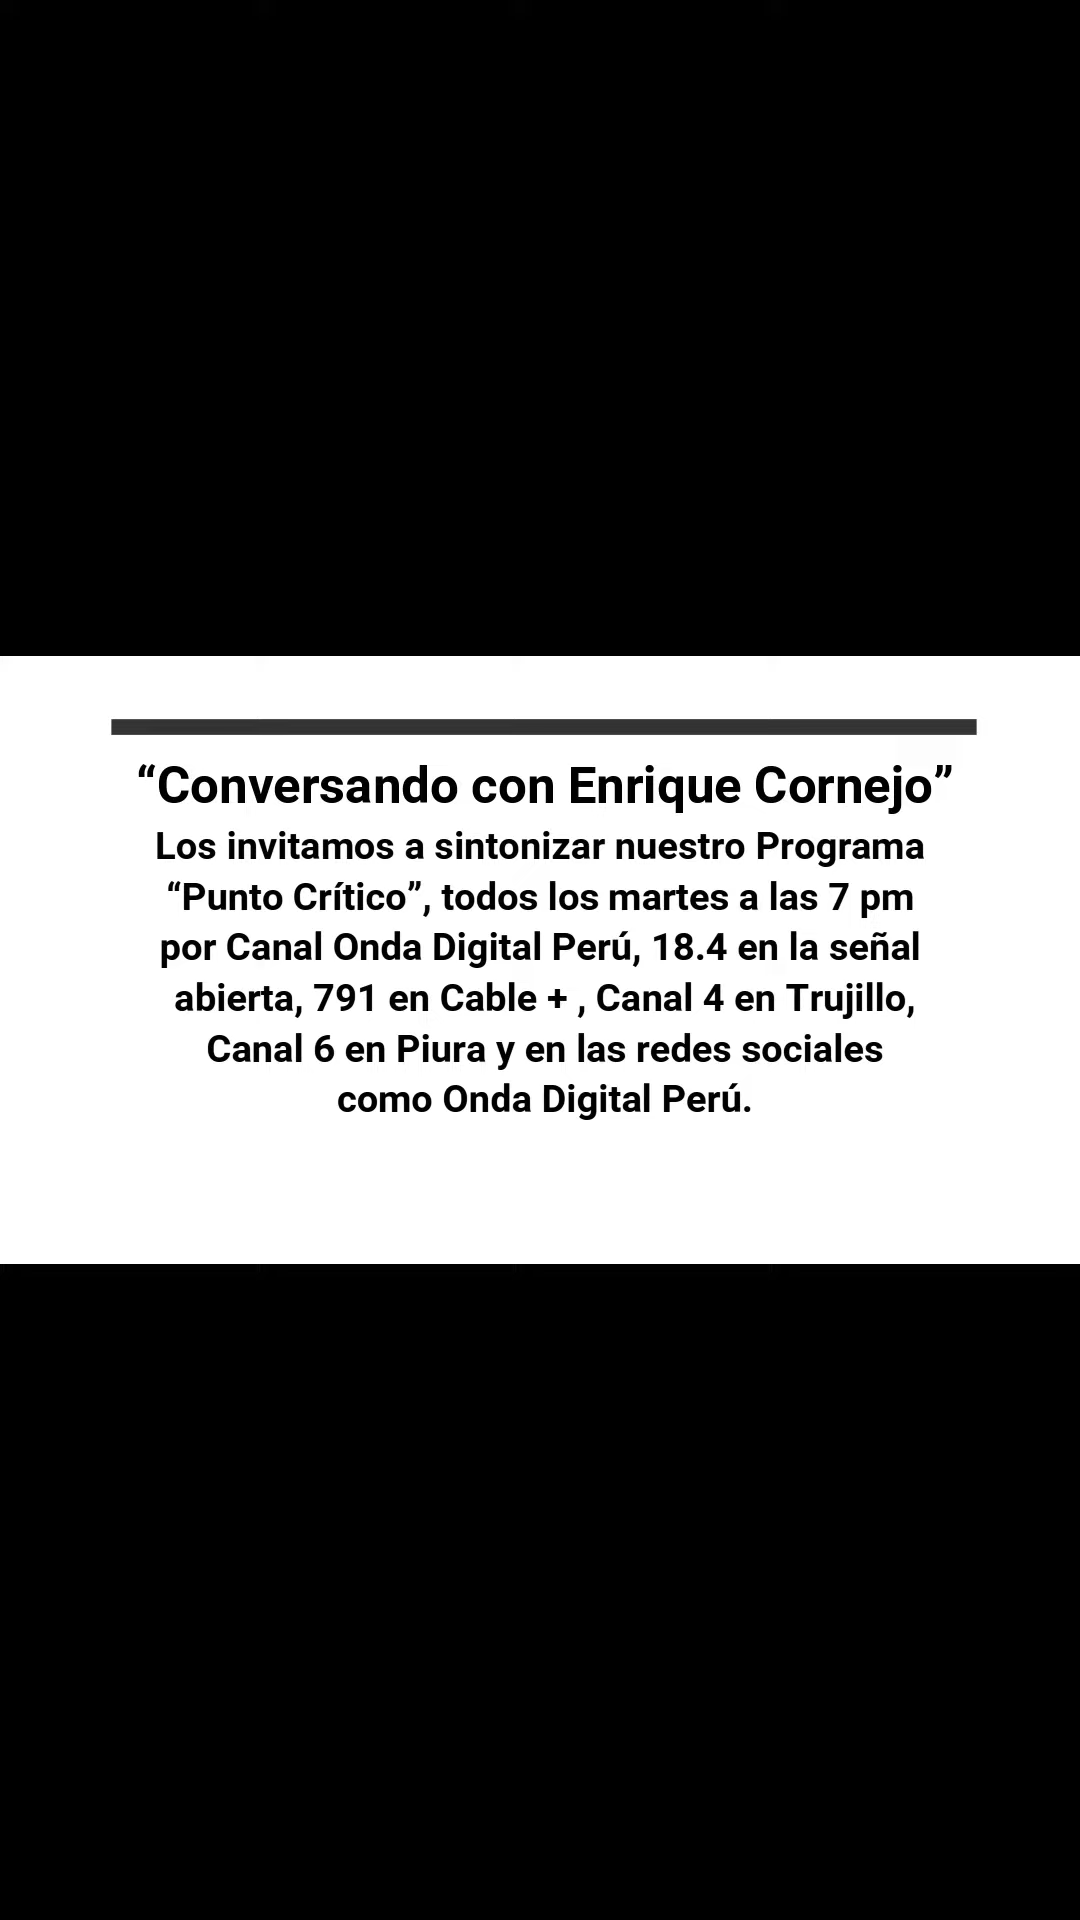 “Conversando con Enrique Cornejo”
Los invitamos a sintonizar nuestro Programa
“Punto Crítico”, todos los martes a las 7 pm
por Canal Onda Digital Perú, 18.4 en la señal
abierta, 791 en Cable + , Canal 4 en Trujillo,
Canal 6 en Piura y en las redes sociales
como Onda Digital Perú.